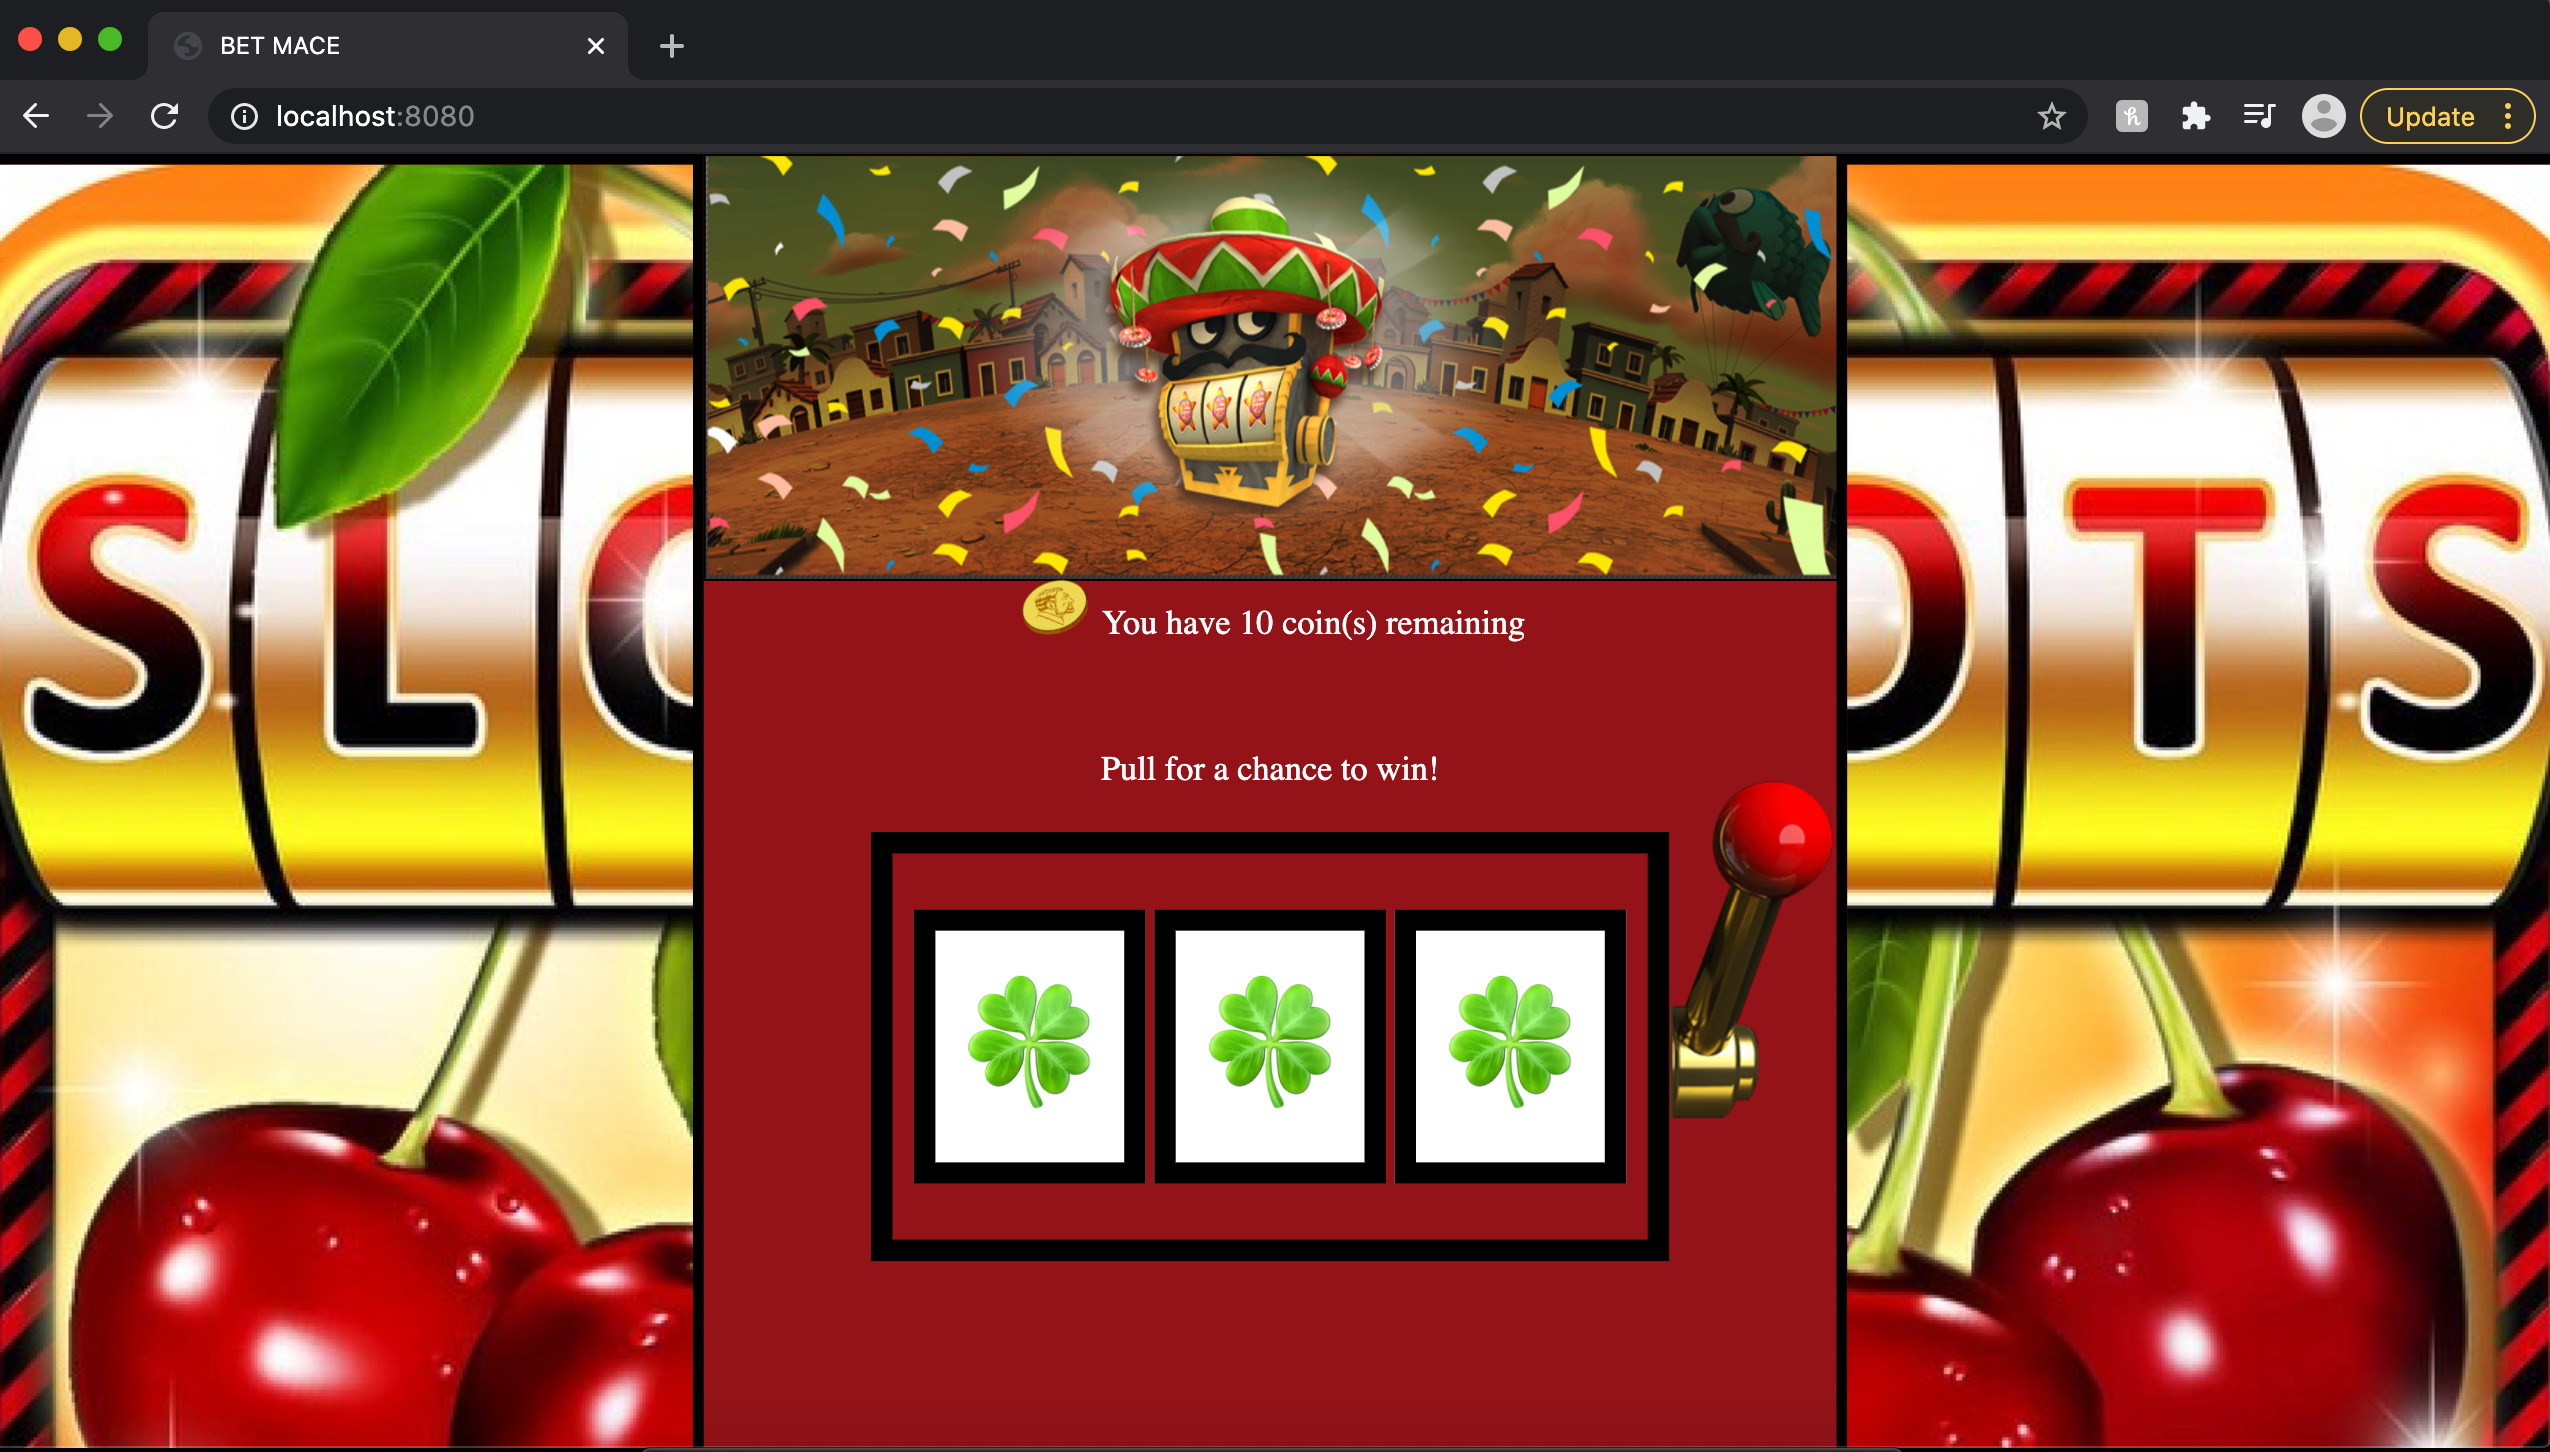 BET MACE
localhost:8080
Update
SLO
OTS
You have 10 coin(s) remaining
Pull for a chance to win!